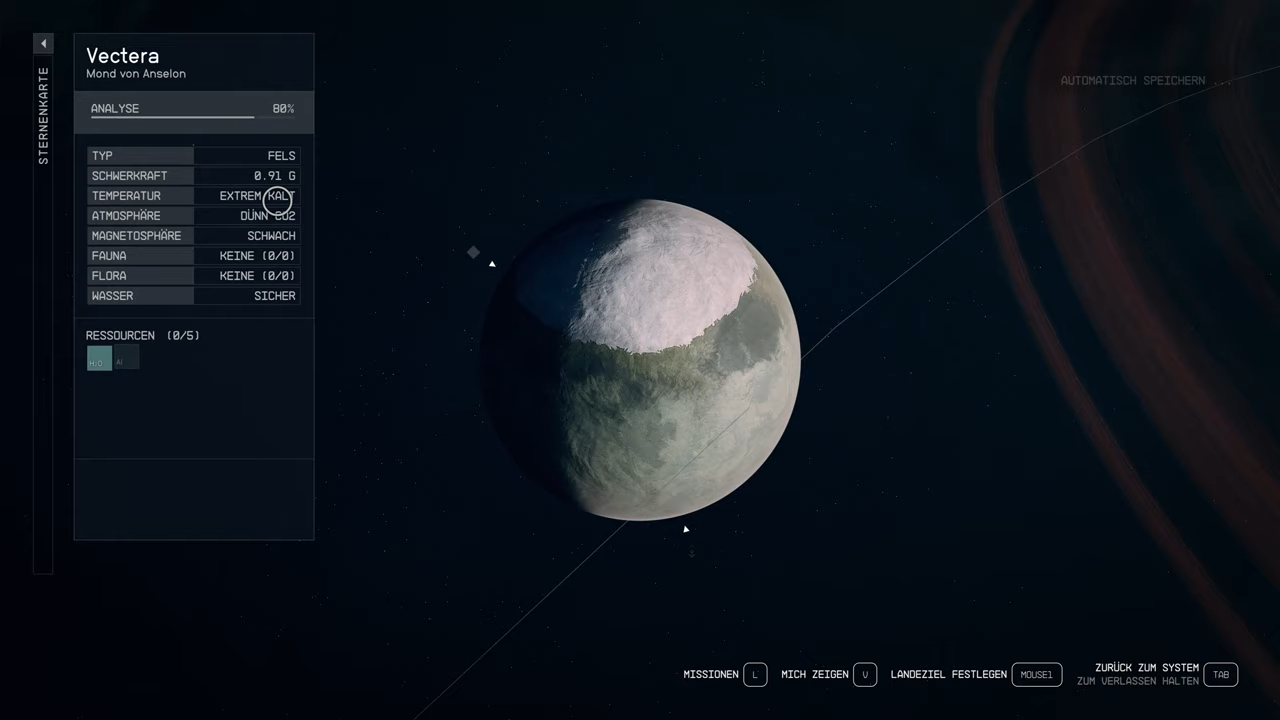 STERNENKARTE
Vectera
Mond von Anselon
ANALYSE 80%
TYP FELS
SCHWERKRAFT 0.91 G
TEMPERATUR EXTREM KALT
ATMOSPHÄRE DÜNN CO2
MAGNETOSPHÄRE SCHWACH
FAUNA KEINE (0/0)
FLORA KEINE (0/0)
WASSER SICHER
RESSOURCEN (0/5)
H₂O Al
AUTOMATISCH SPEICHERN ...
MISSIONEN L
MICH ZEIGEN V
LANDEZIEL FESTLEGEN MOUSE1
ZURÜCK ZUM SYSTEM TAB
ZUM VERLASSEN HALTEN